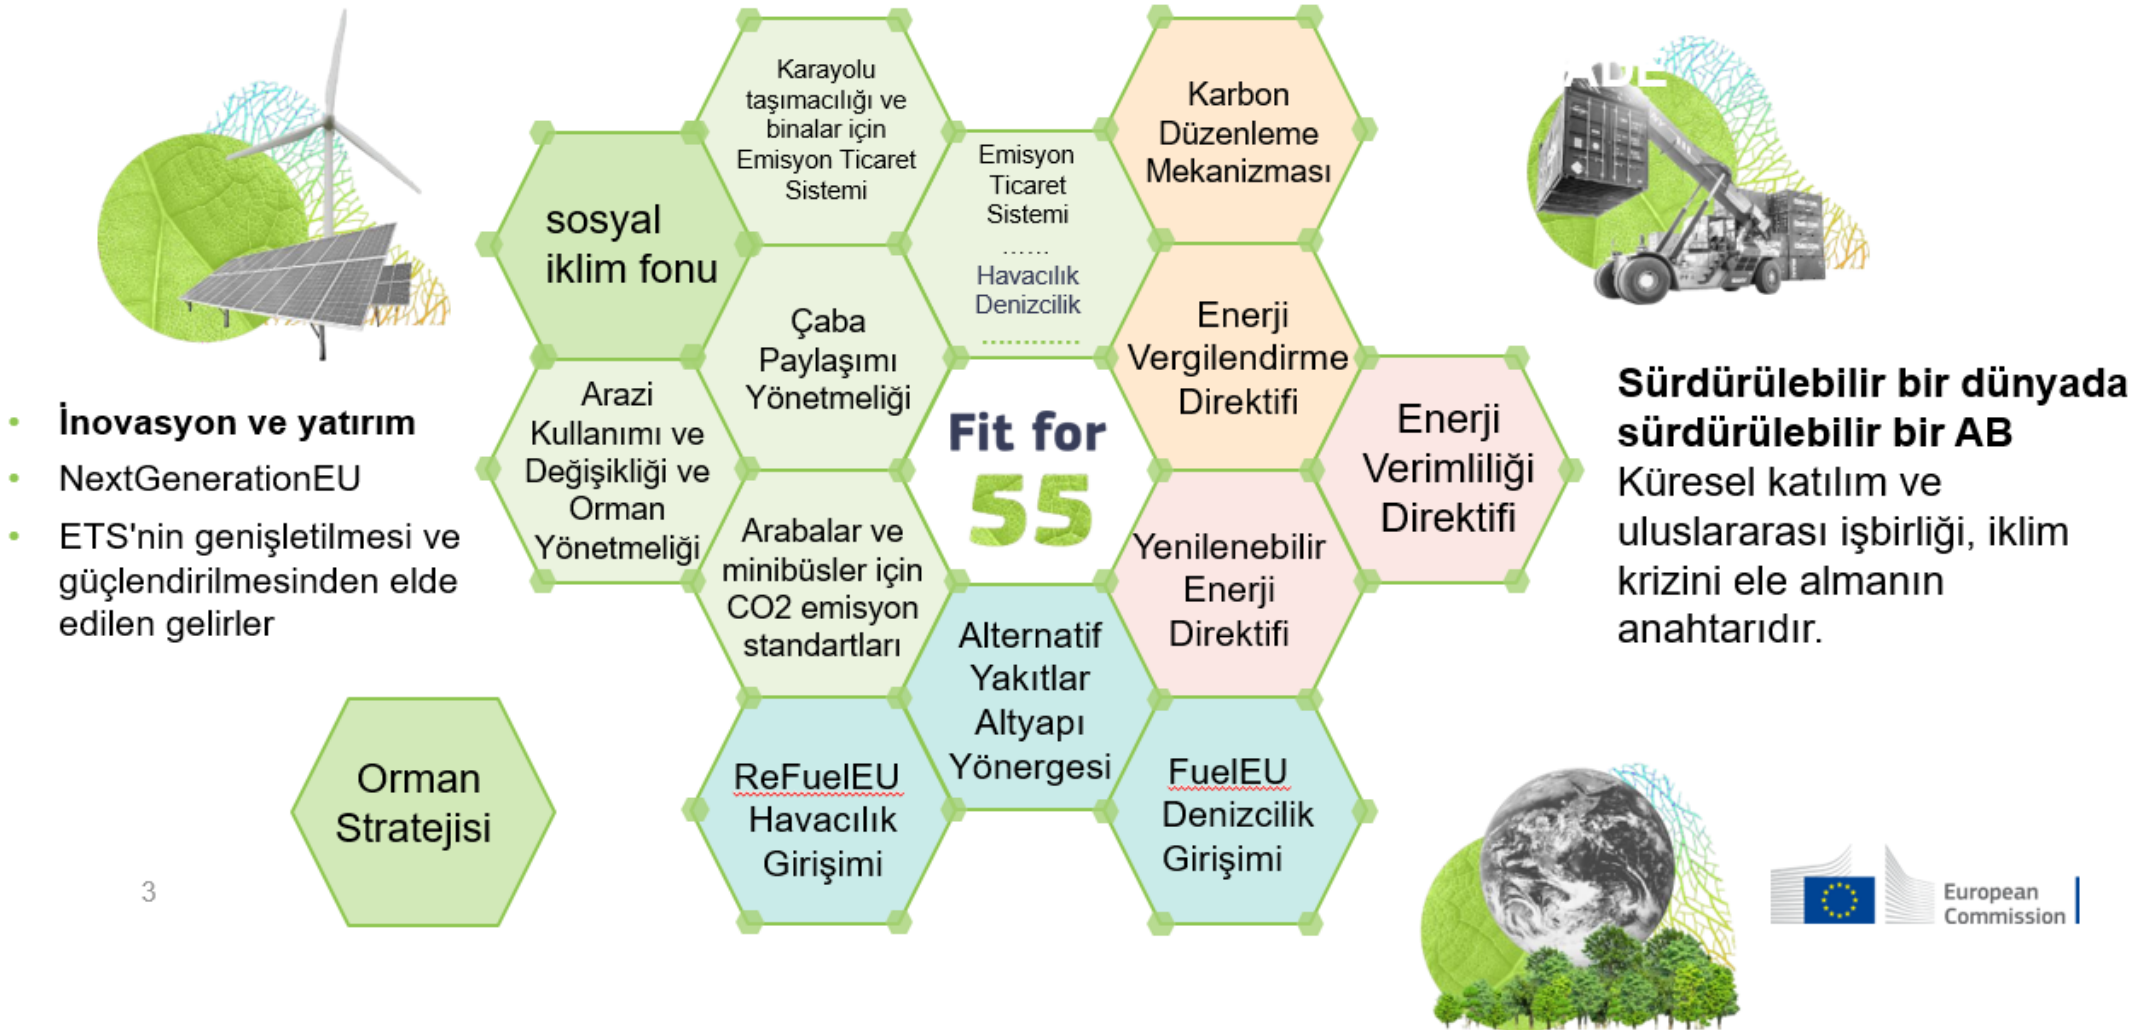 Karayolu
taşımacılığı ve
binalar için
Emisyon Ticaret
Sistemi
Karbon
Düzenleme
Mekanizması
Emisyon
Ticaret
Sistemi
......
Havacılık
Denizcilik
............
sosyal
iklim fonu
Çaba
Paylaşımı
Yönetmeliği
Enerji
Vergilendirme
Direktifi
Arazi
Kullanımı ve
Değişikliği ve
Orman
Yönetmeliği
Fit for
55
Enerji
Verimliliği
Direktifi
Arabalar ve
minibüsler için
CO2 emisyon
standartları
Yenilenebilir
Enerji
Direktifi
Alternatif
Yakıtlar
Altyapı
Yönergesi
ReFuelEU
Havacılık
Girişimi
FuelEU
Denizcilik
Girişimi
• İnovasyon ve yatırım
• NextGenerationEU
• ETS'nin genişletilmesi ve
güçlendirilmesinden elde
edilen gelirler
Orman
Stratejisi
Sürdürülebilir bir dünyada
sürdürülebilir bir AB
Küresel katılım ve
uluslararası işbirliği, iklim
krizini ele almanın
anahtarıdır.
3
European
Commission